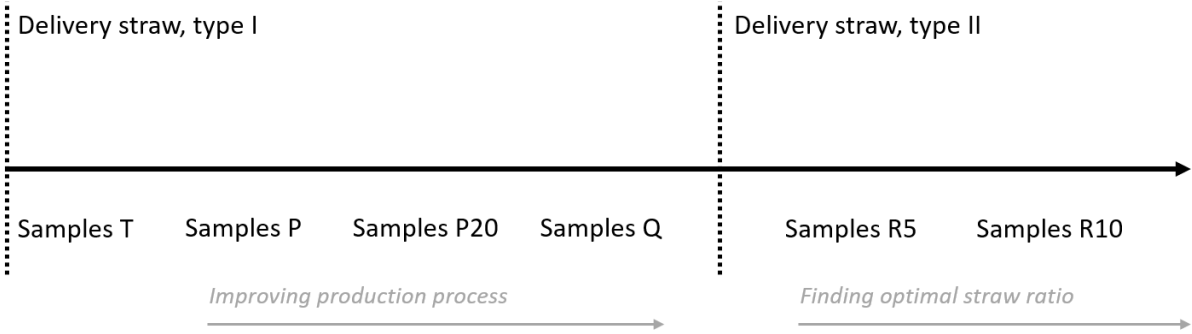 Delivery straw, type I
Delivery straw, type II
Samples T
Samples P
Samples P20
Samples Q
Samples R5
Samples R10
Improving production process
Finding optimal straw ratio